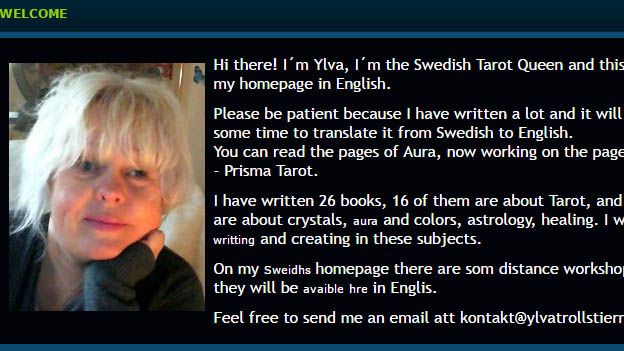 WELCOME
Hi there! I´m Ylva, I´m the Swedish Tarot Queen and this
my homepage in English.
Please be patient because I have written a lot and it will
some time to translate it from Swedish to English.
You can read the pages of Aura, now working on the page
- Prisma Tarot.
I have written 26 books, 16 of them are about Tarot, and
are about crystals, aura and colors, astrology, healing. I w
writting and creating in these subjects.
On my Sweidhs homepage there are som distance workshop
they will be avaible hre in Englis.
Feel free to send me an email att kontakt@ylvatrollstierr